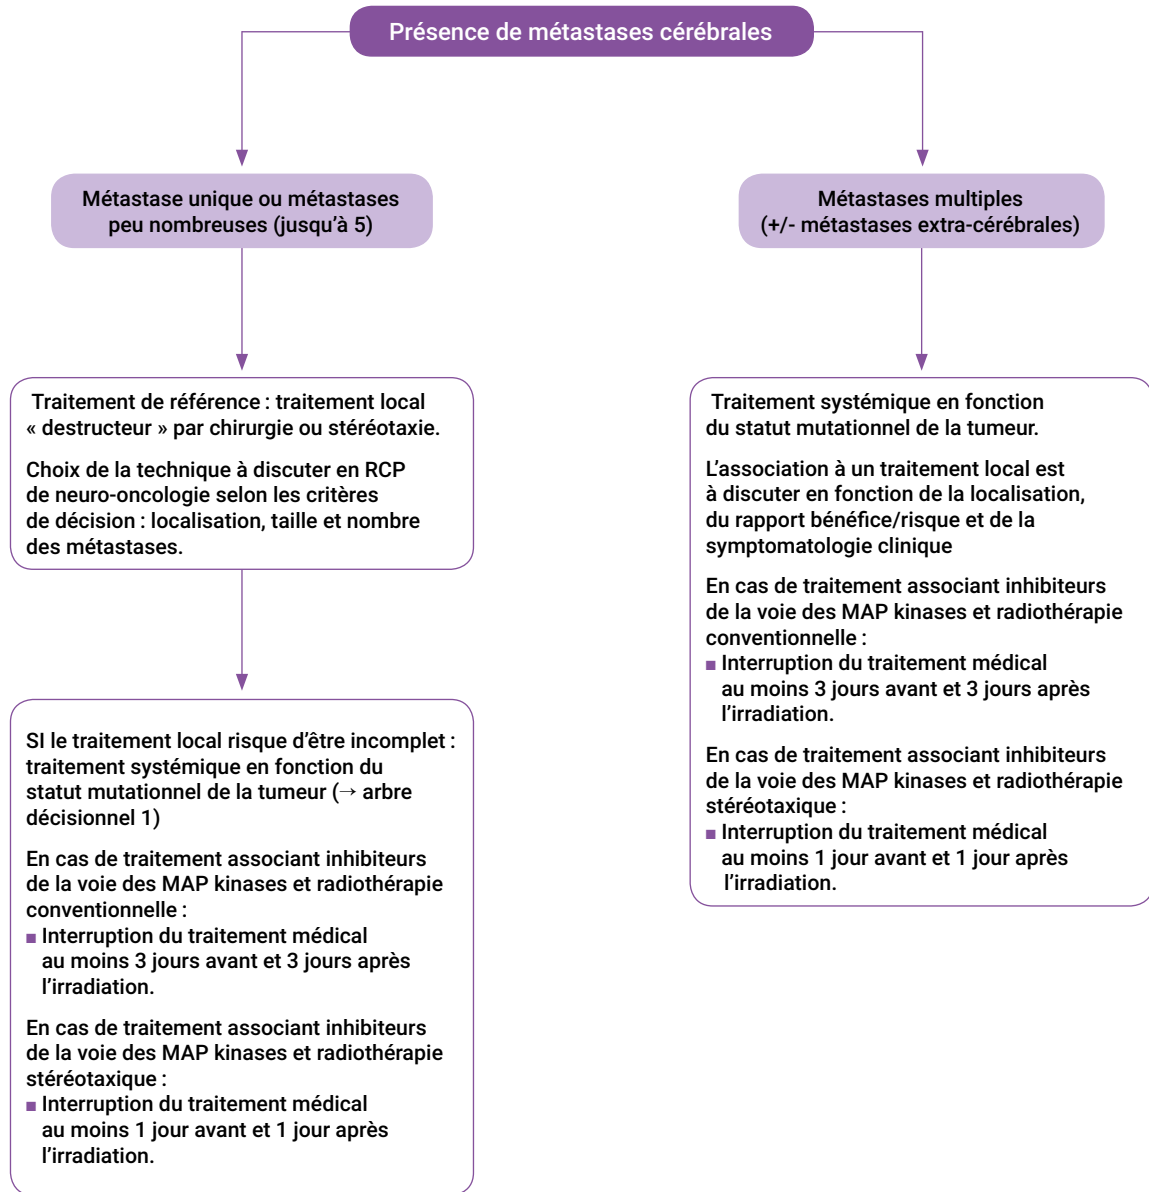 Présence de métastases cérébrales
Métastase unique ou métastases
peu nombreuses (jusqu’à 5)
Traitement de référence : traitement local
« destructeur » par chirurgie ou stéréotaxie.
Choix de la technique à discuter en RCP
de neuro-oncologie selon les critères
de décision : localisation, taille et nombre
des métastases.
SI le traitement local risque d’être incomplet :
traitement systémique en fonction du
statut mutationnel de la tumeur (→ arbre
décisionnel 1)
En cas de traitement associant inhibiteurs
de la voie des MAP kinases et radiothérapie
conventionnelle :
■ Interruption du traitement médical
au moins 3 jours avant et 3 jours après
l’irradiation.
En cas de traitement associant inhibiteurs
de la voie des MAP kinases et radiothérapie
stéréotaxique :
■ Interruption du traitement médical
au moins 1 jour avant et 1 jour après
l’irradiation.
Métastases multiples
(+/- métastases extra-cérébrales)
Traitement systémique en fonction
du statut mutationnel de la tumeur.
L’association à un traitement local est
à discuter en fonction de la localisation,
du rapport bénéfice/risque et de la
symptomatologie clinique
En cas de traitement associant inhibiteurs
de la voie des MAP kinases et radiothérapie
conventionnelle :
■ Interruption du traitement médical
au moins 3 jours avant et 3 jours après
l’irradiation.
En cas de traitement associant inhibiteurs
de la voie des MAP kinases et radiothérapie
stéréotaxique :
■ Interruption du traitement médical
au moins 1 jour avant et 1 jour après
l’irradiation.